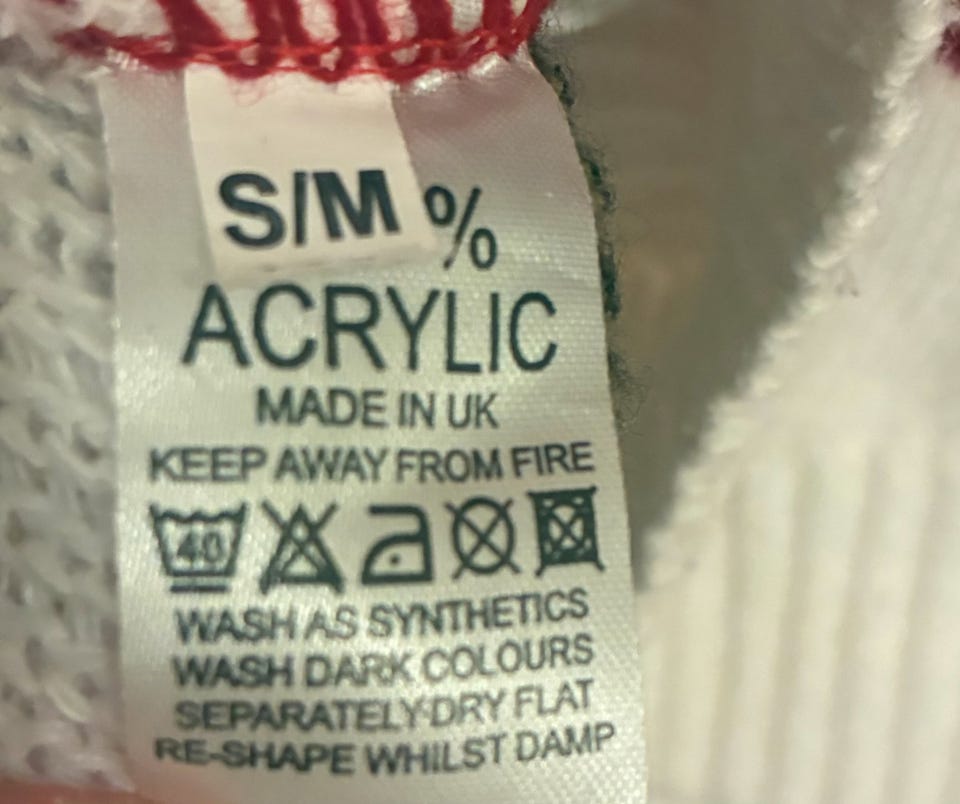 S/M %
ACRYLIC
MADE IN UK
KEEP AWAY FROM FIRE
40
WASH AS SYNTHETICS
WASH DARK COLOURS
SEPARATELY·DRY FLAT
RE-SHAPE WHILST DAMP